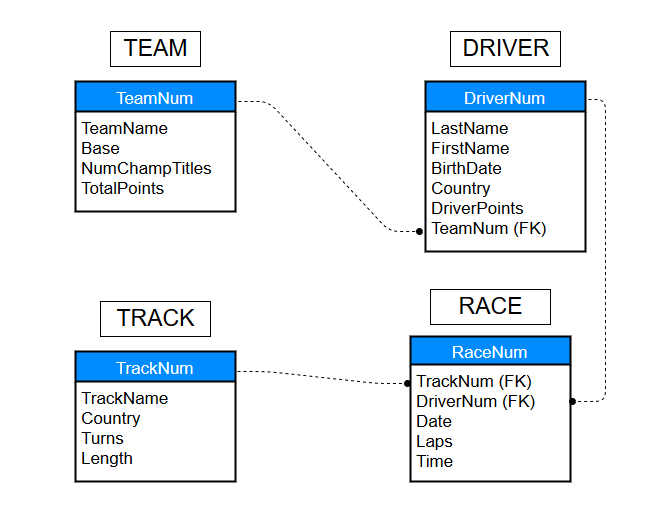 TEAM
TeamNum
TeamName
Base
NumChampTitles
TotalPoints
DRIVER
DriverNum
LastName
FirstName
BirthDate
Country
DriverPoints
TeamNum (FK)
TRACK
TrackNum
TrackName
Country
Turns
Length
RACE
RaceNum
TrackNum (FK)
DriverNum (FK)
Date
Laps
Time